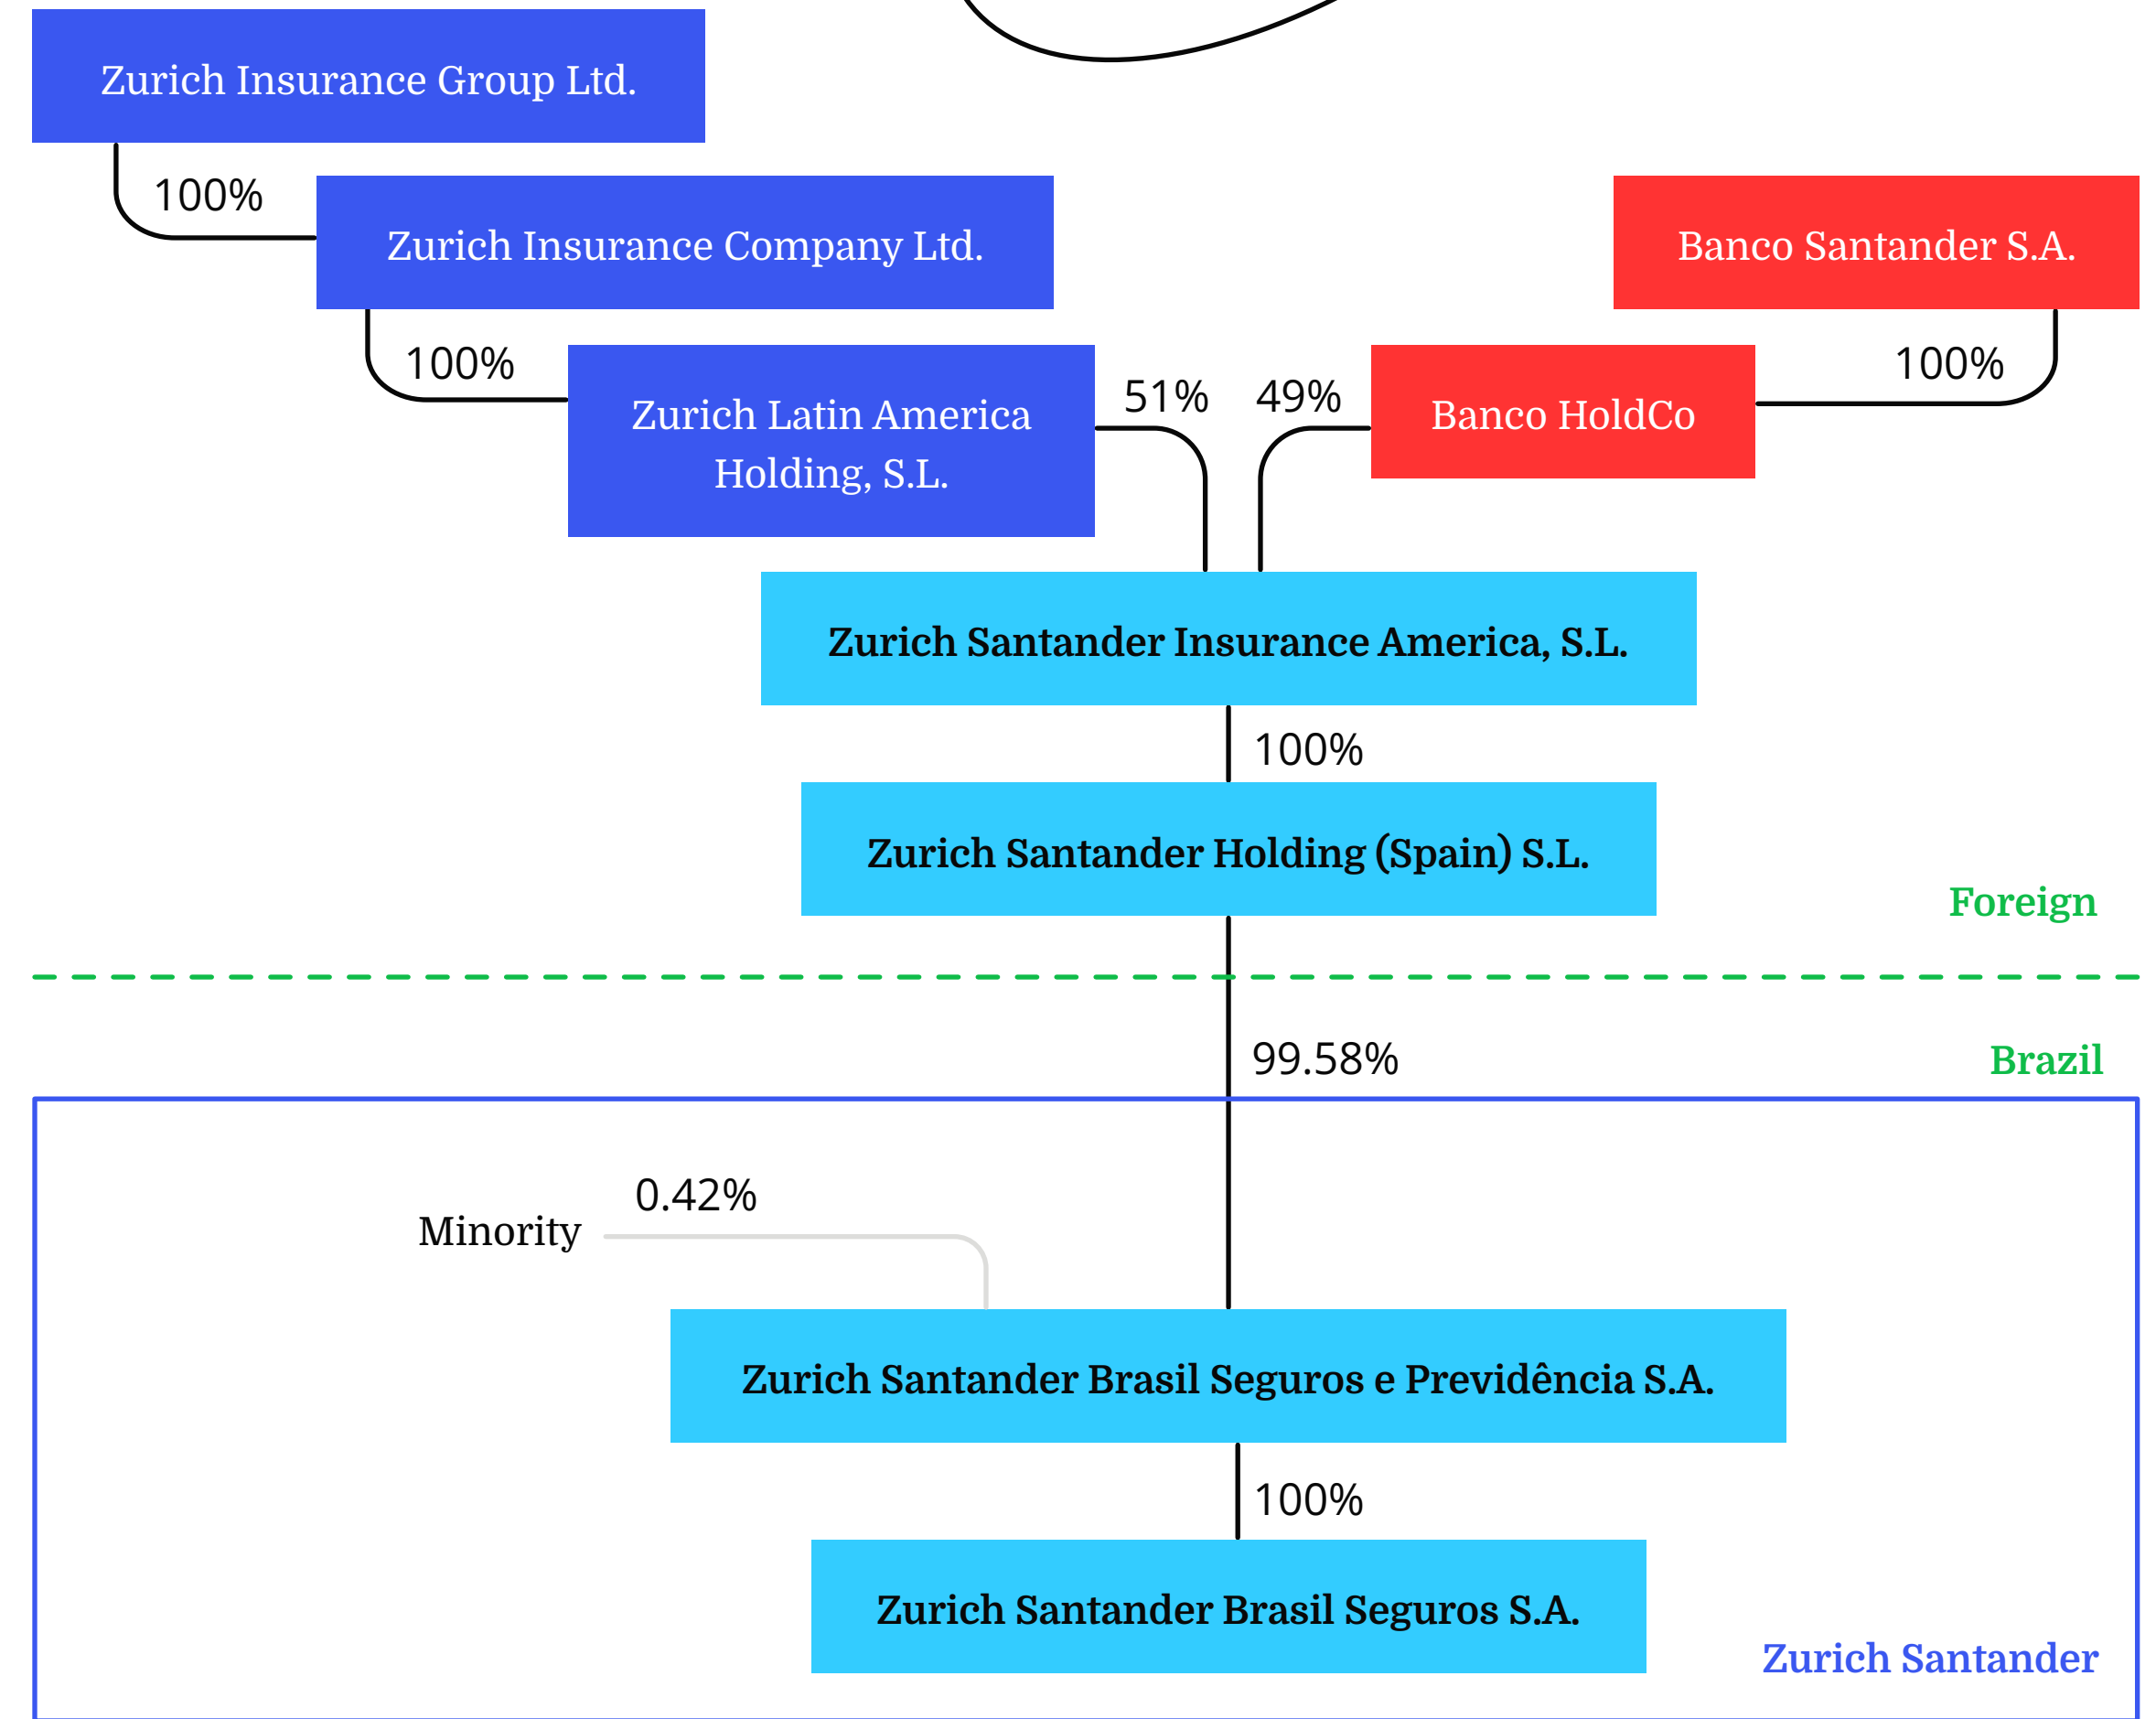 Zurich Insurance Group Ltd.
100%
Zurich Insurance Company Ltd.
Banco Santander S.A.
100%
100%
Zurich Latin America
Holding, S.L.
51%
49%
Banco HoldCo
Zurich Santander Insurance America, S.L.
100%
Zurich Santander Holding (Spain) S.L.
Foreign
99.58%
Brazil
0.42%
Minority
Zurich Santander Brasil Seguros e Previdência S.A.
100%
Zurich Santander Brasil Seguros S.A.
Zurich Santander